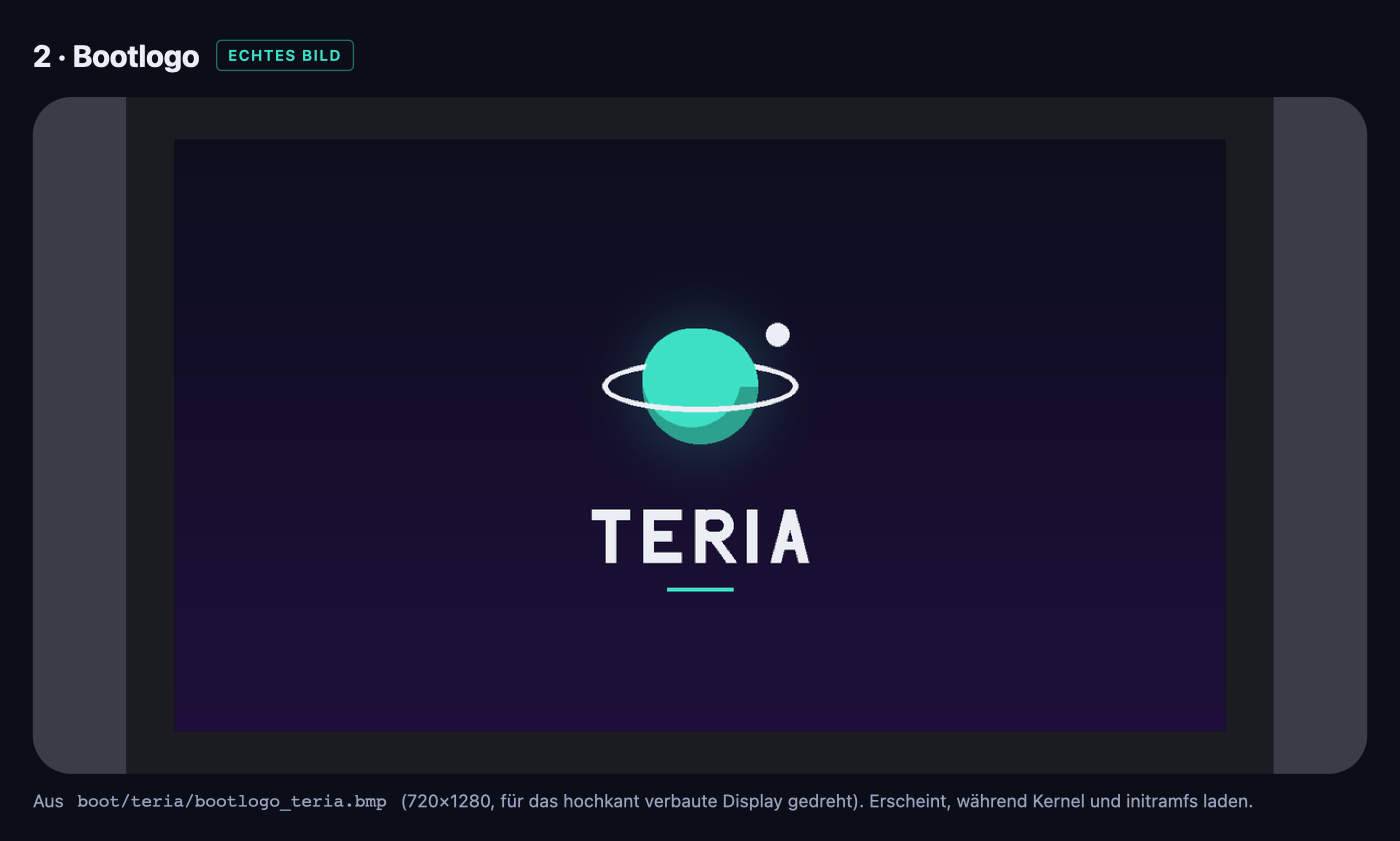 2 · Bootlogo ECHTES BILD
TERIA
Aus boot/teria/bootlogo_teria.bmp (720×1280, für das hochkant verbaute Display gedreht). Erscheint, während Kernel und initramfs laden.